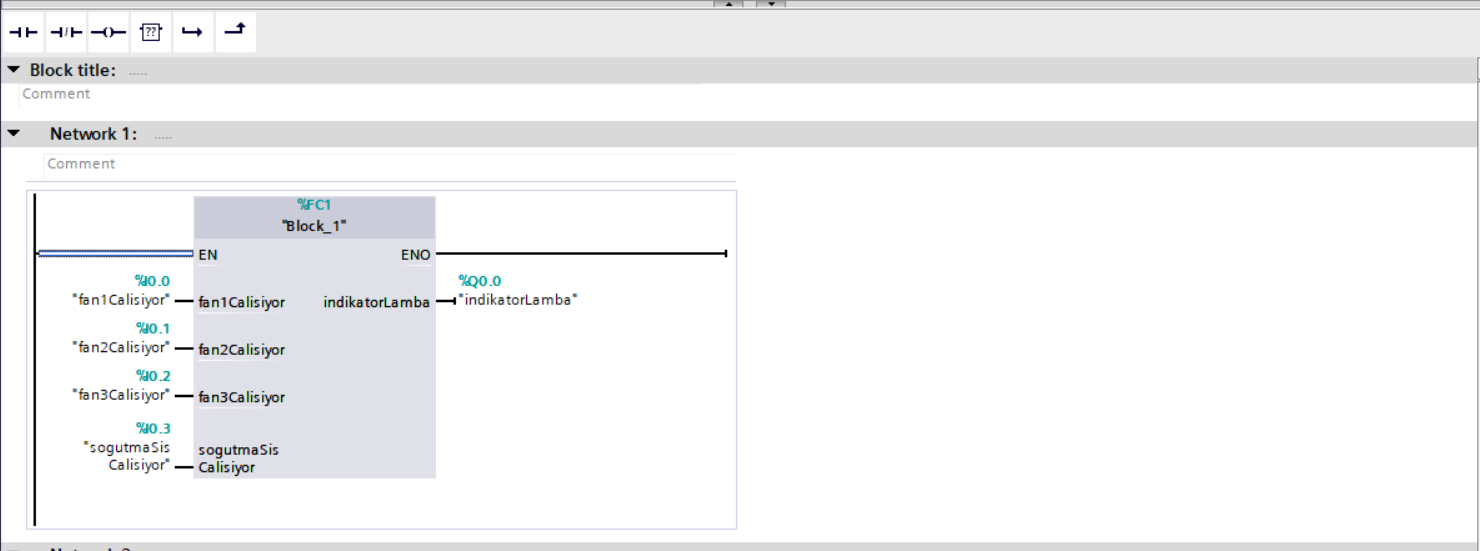 ??
Block title: .....
Comment
Network 1: .....
Comment
%FC1
"Block_1"
EN ENO
%I0.0
"fan1Calisiyor" fan1Calisiyor
indikatorLamba
%Q0.0
"indikatorLamba"
%I0.1
"fan2Calisiyor" fan2Calisiyor
%I0.2
"fan3Calisiyor" fan3Calisiyor
%I0.3
"sogutmaSis
Calisiyor"
sogutmaSis
Calisiyor